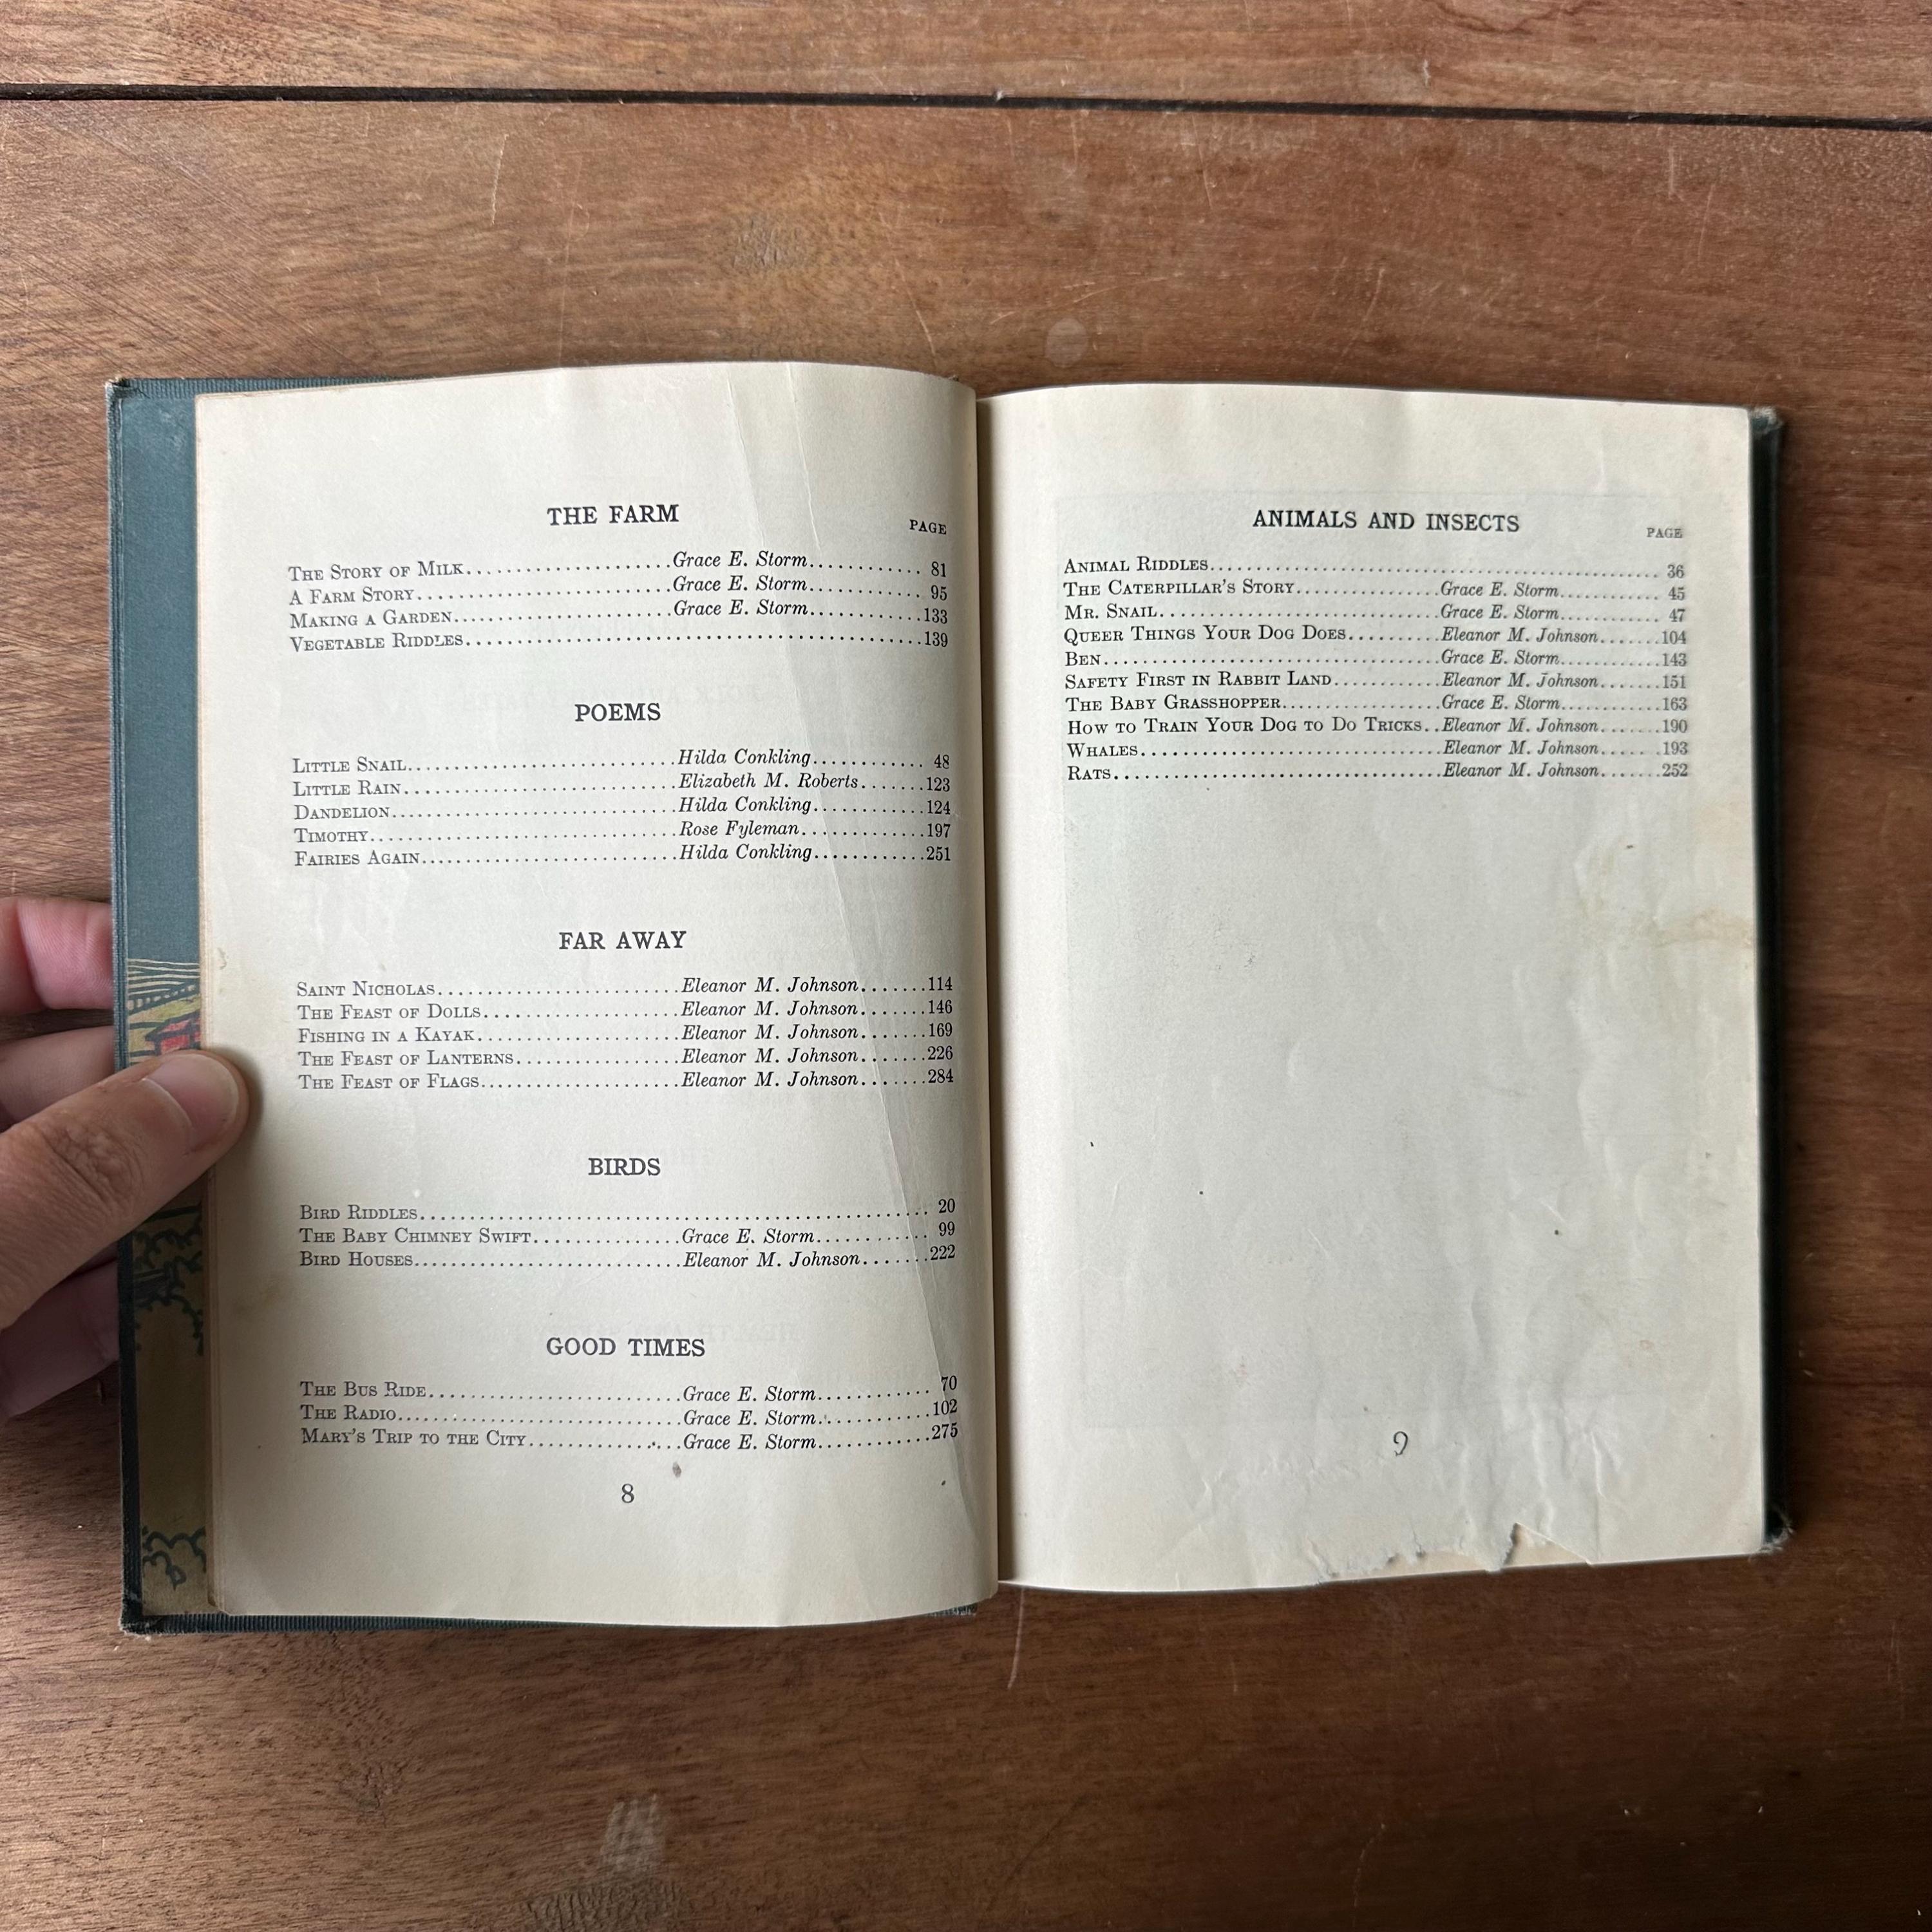 THE FARM
PAGE
The Story of Milk....................Grace E. Storm............ 81
A Farm Story....................Grace E. Storm............ 95
Making a Garden....................Grace E. Storm............133
Vegetable Riddles........................................139
POEMS
Little Snail....................Hilda Conkling............ 48
Little Rain....................Elizabeth M. Roberts.......123
Dandelion....................Hilda Conkling............124
Timothy....................Rose Fyleman............197
Fairies Again....................Hilda Conkling............251
FAR AWAY
Saint Nicholas....................Eleanor M. Johnson.......114
The Feast of Dolls....................Eleanor M. Johnson.......146
Fishing in a Kayak....................Eleanor M. Johnson.......169
The Feast of Lanterns....................Eleanor M. Johnson.......226
The Feast of Flags....................Eleanor M. Johnson.......284
BIRDS
Bird Riddles........................................ 20
The Baby Chimney Swift................Grace E. Storm............ 99
Bird Houses....................Eleanor M. Johnson.......222
GOOD TIMES
The Bus Ride....................Grace E. Storm............ 70
The Radio....................Grace E. Storm............102
Mary's Trip to the City................Grace E. Storm............275
8
ANIMALS AND INSECTS
PAGE
Animal Riddles........................................ 36
The Caterpillar's Story...............Grace E. Storm............ 45
Mr. Snail....................Grace E. Storm............ 47
Queer Things Your Dog Does..........Eleanor M. Johnson.......104
Ben....................Grace E. Storm............143
Safety First in Rabbit Land...........Eleanor M. Johnson.......151
The Baby Grasshopper................Grace E. Storm............163
How to Train Your Dog to Do Tricks..Eleanor M. Johnson.......190
Whales....................Eleanor M. Johnson.......193
Rats....................Eleanor M. Johnson.......252
9